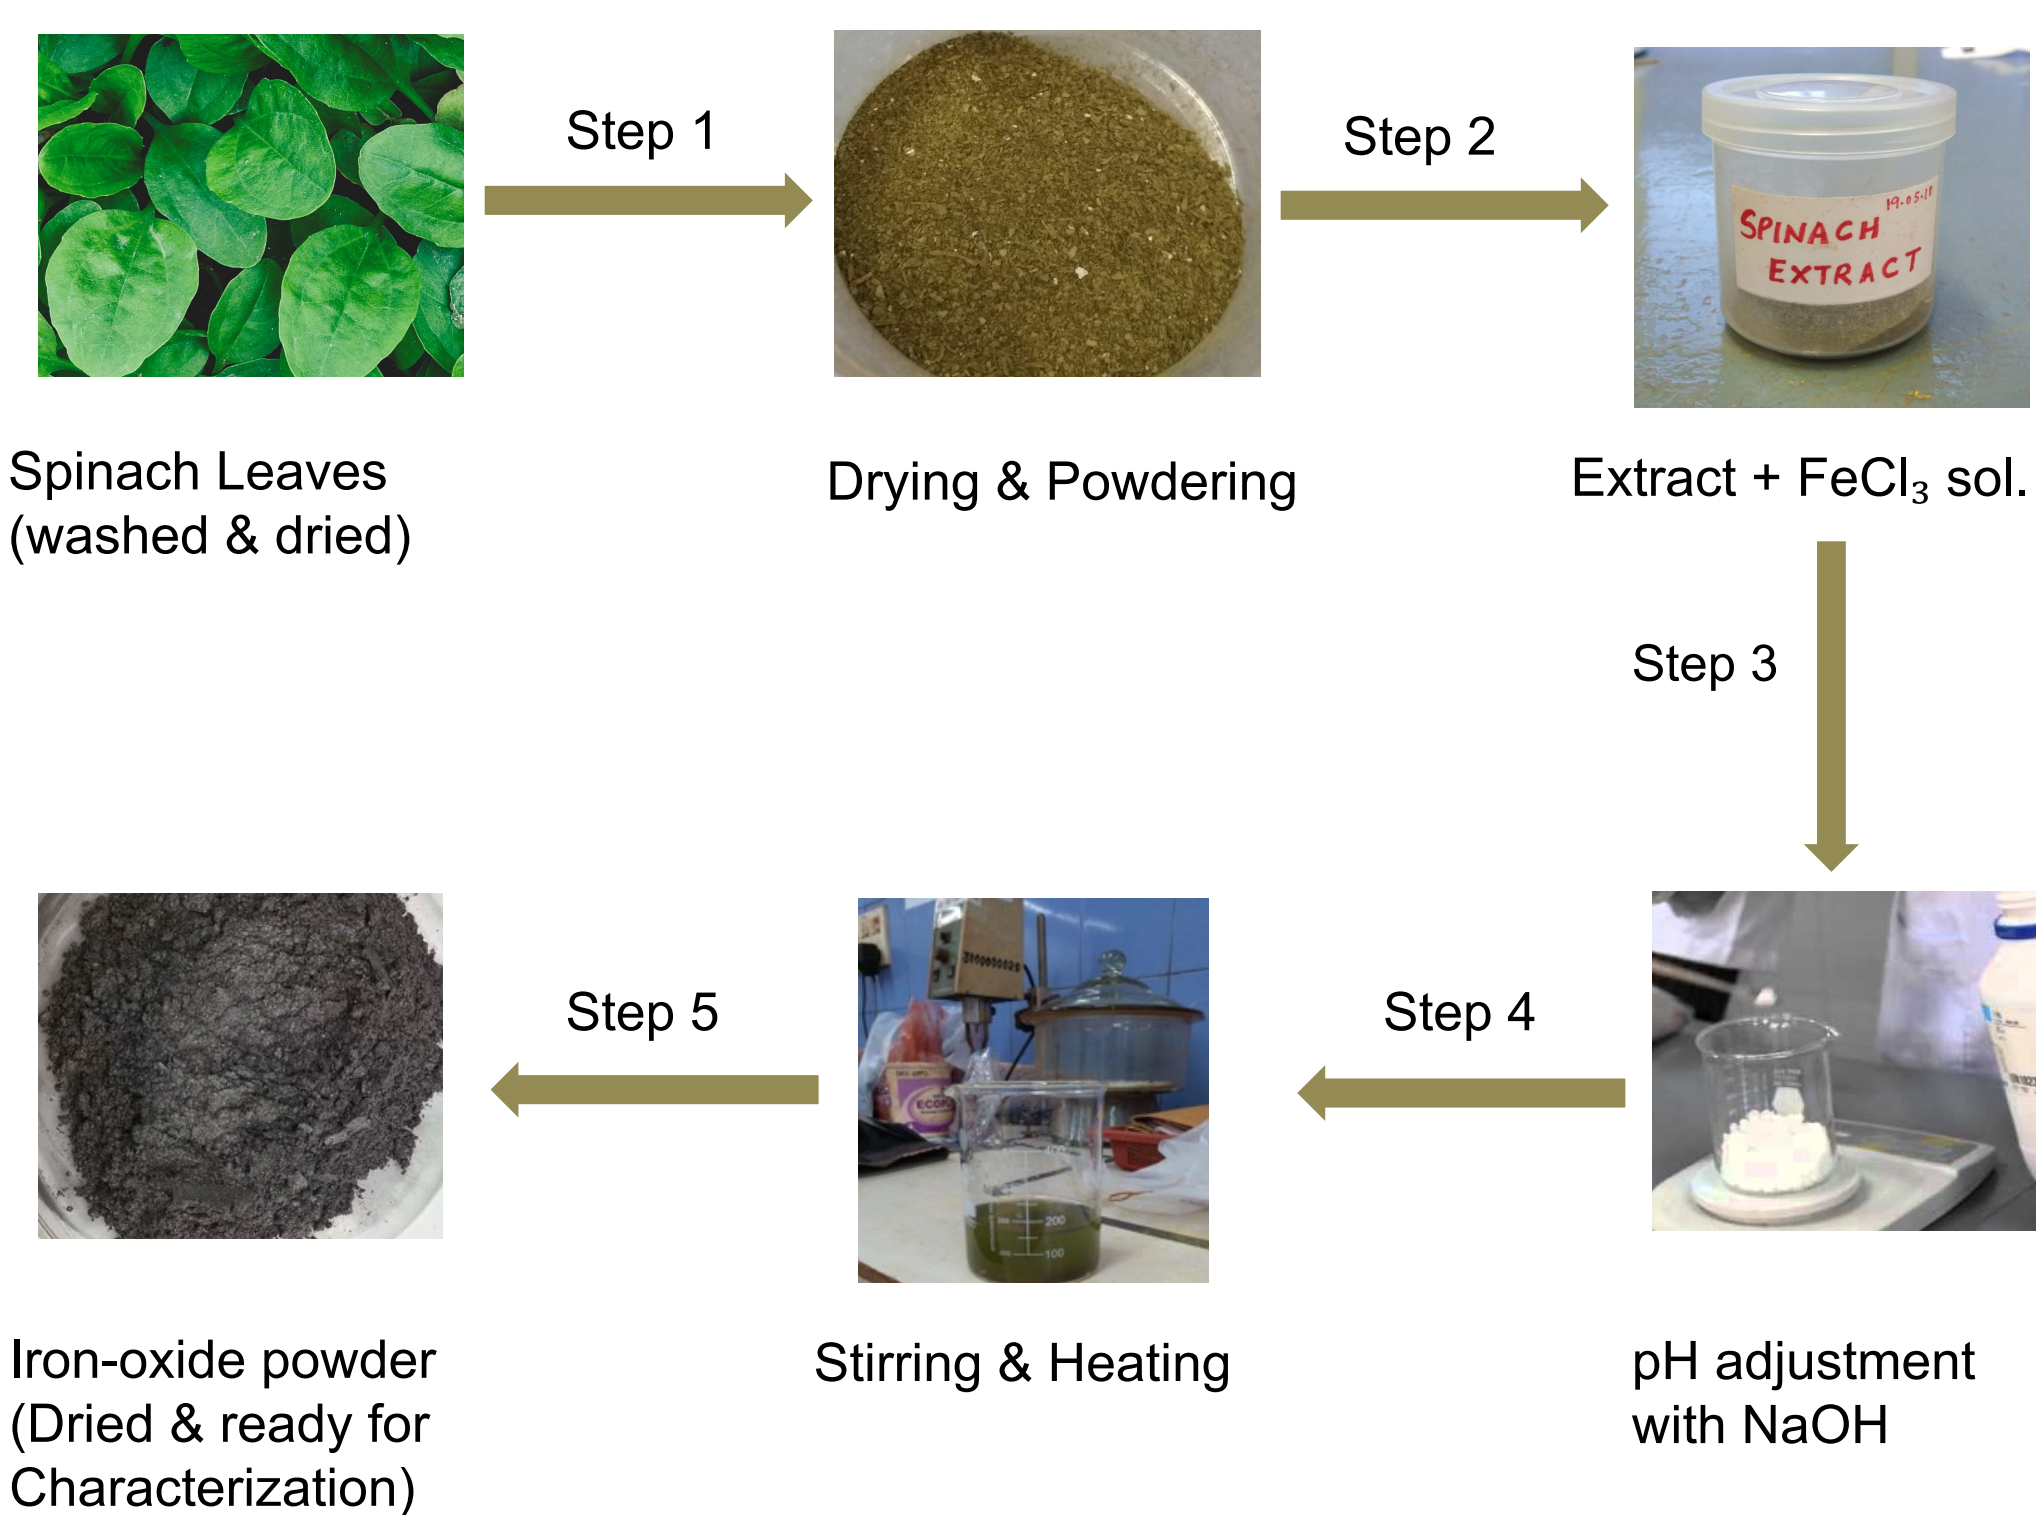 Step 1
Step 2
19.05.18
SPINACH
EXTRACT
Spinach Leaves
(washed & dried)
Drying & Powdering
Extract + FeCl₃ sol.
Step 3
Step 5
Step 4
200
100
Iron-oxide powder
(Dried & ready for
Characterization)
Stirring & Heating
pH adjustment
with NaOH